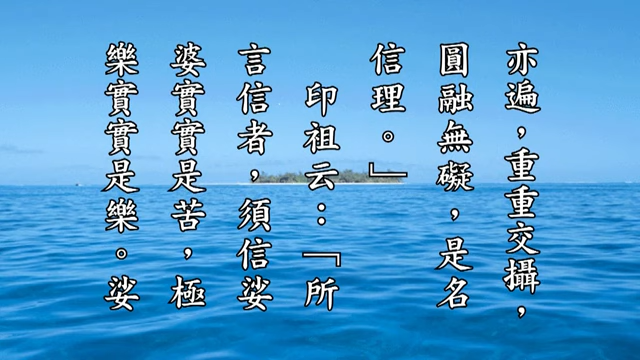 亦遍，重重交攝，
圓融無礙，是名
信理。」
印祖云：「所
言信者，須信娑
婆實實是苦，極
樂實實是樂。娑